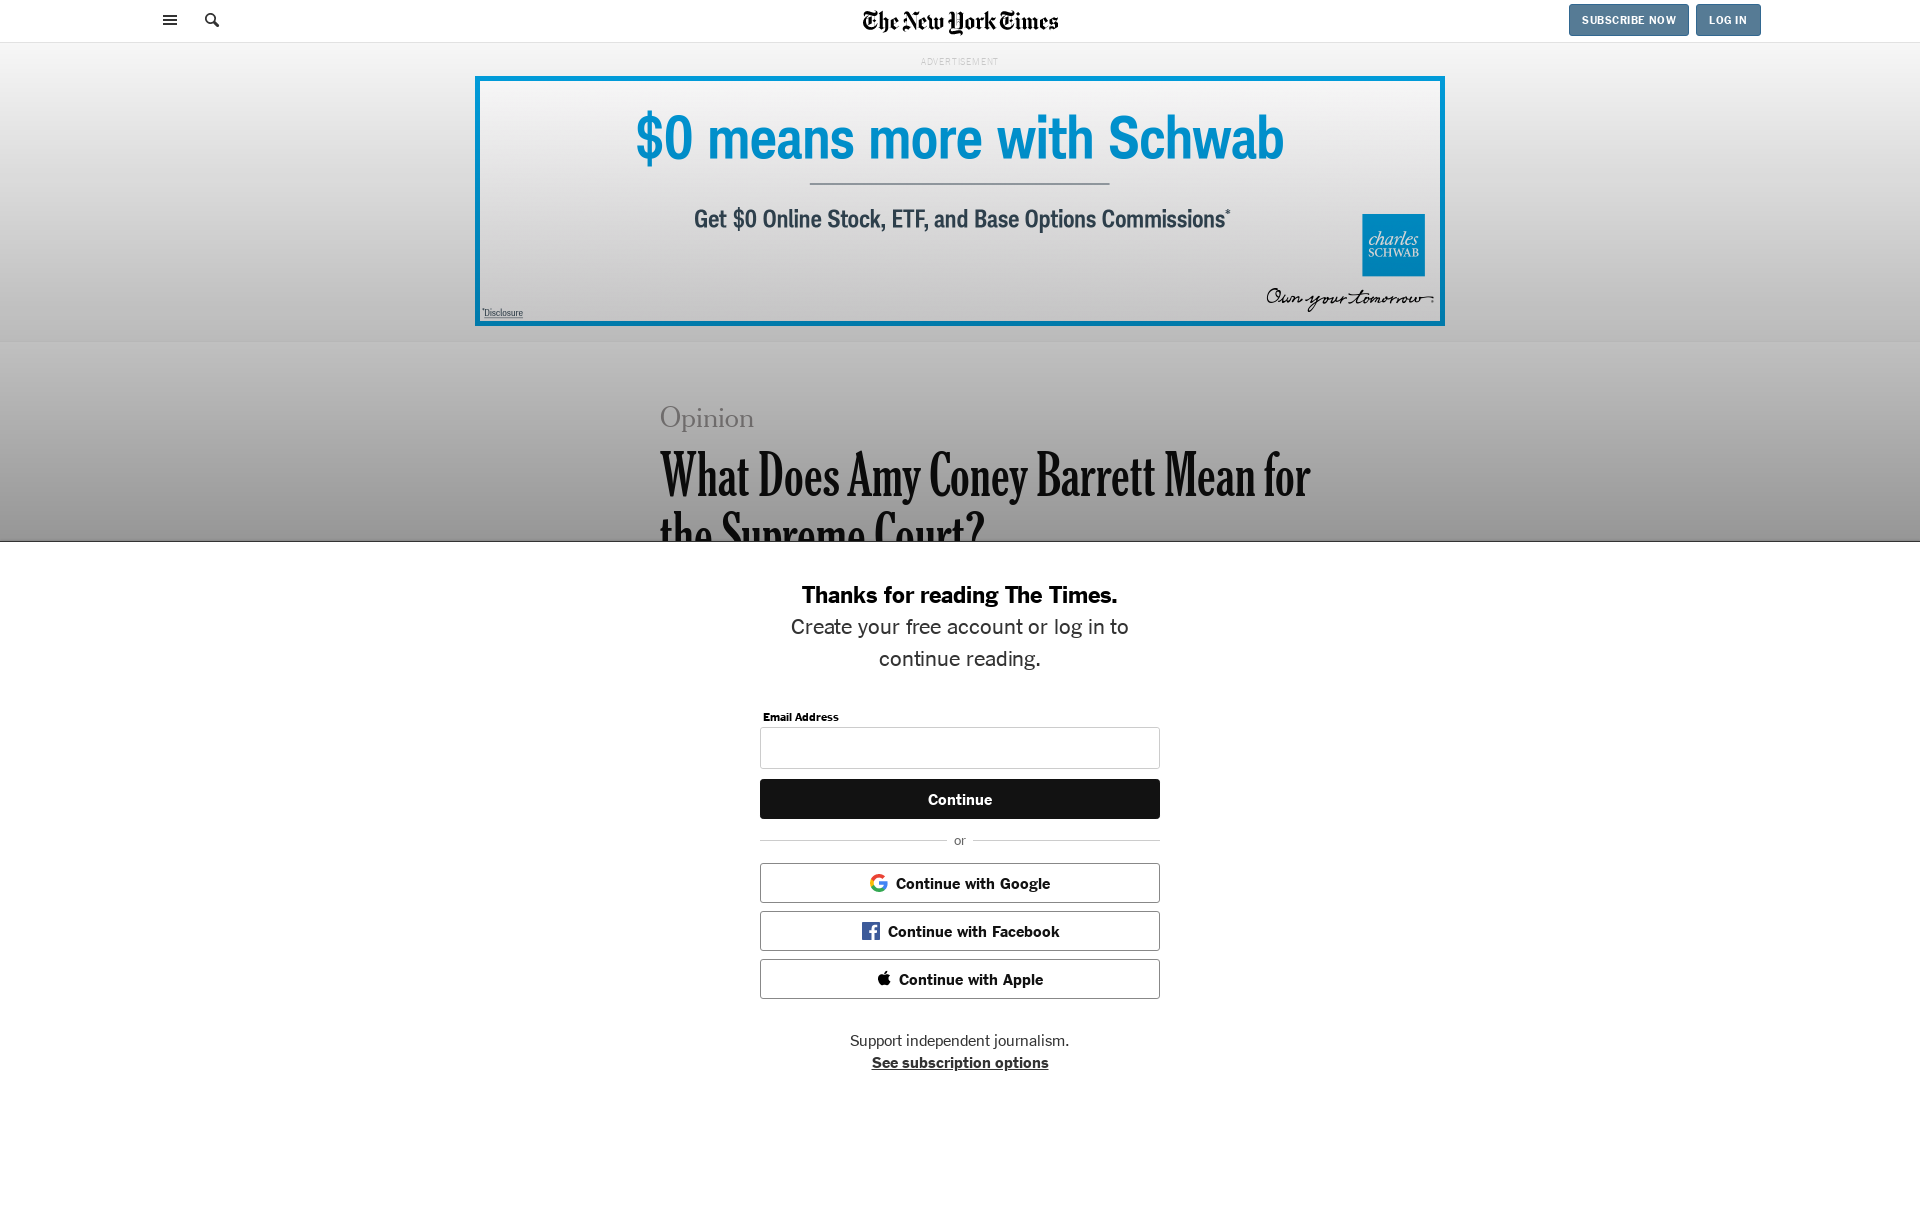 The New York Times
SUBSCRIBE NOW
LOG IN
ADVERTISEMENT
$0 means more with Schwab
Get $0 Online Stock, ETF, and Base Options Commissions*
charles
SCHWAB
Own your tomorrow
*Disclosure
Opinion
What Does Amy Coney Barrett Mean for
the Supreme Court?
Thanks for reading The Times.
Create your free account or log in to
continue reading.
Email Address
Continue
or
Continue with Google
Continue with Facebook
Continue with Apple
Support independent journalism.
See subscription options